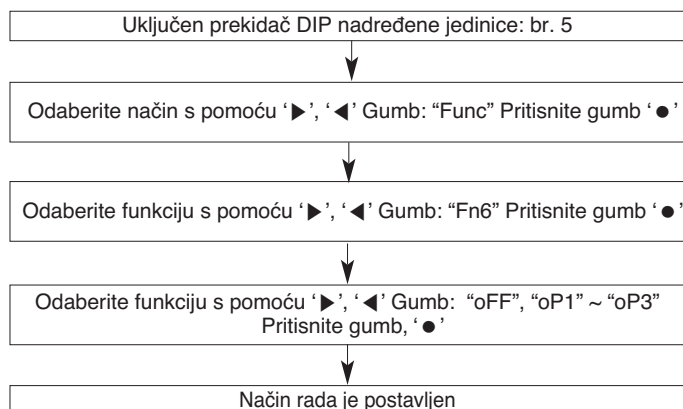 Uključen prekidač DIP nadređene jedinice: br. 5
Odaberite način s pomoću ‘▶’, ‘◀’ Gumb: “Func” Pritisnite gumb ‘●’
Odaberite funkciju s pomoću ‘▶’, ‘◀’ Gumb: “Fn6” Pritisnite gumb ‘●’
Odaberite funkciju s pomoću ‘▶’, ‘◀’ Gumb: “oFF”, “oP1” ~ “oP3”
Pritisnite gumb, ‘●’
Način rada je postavljen